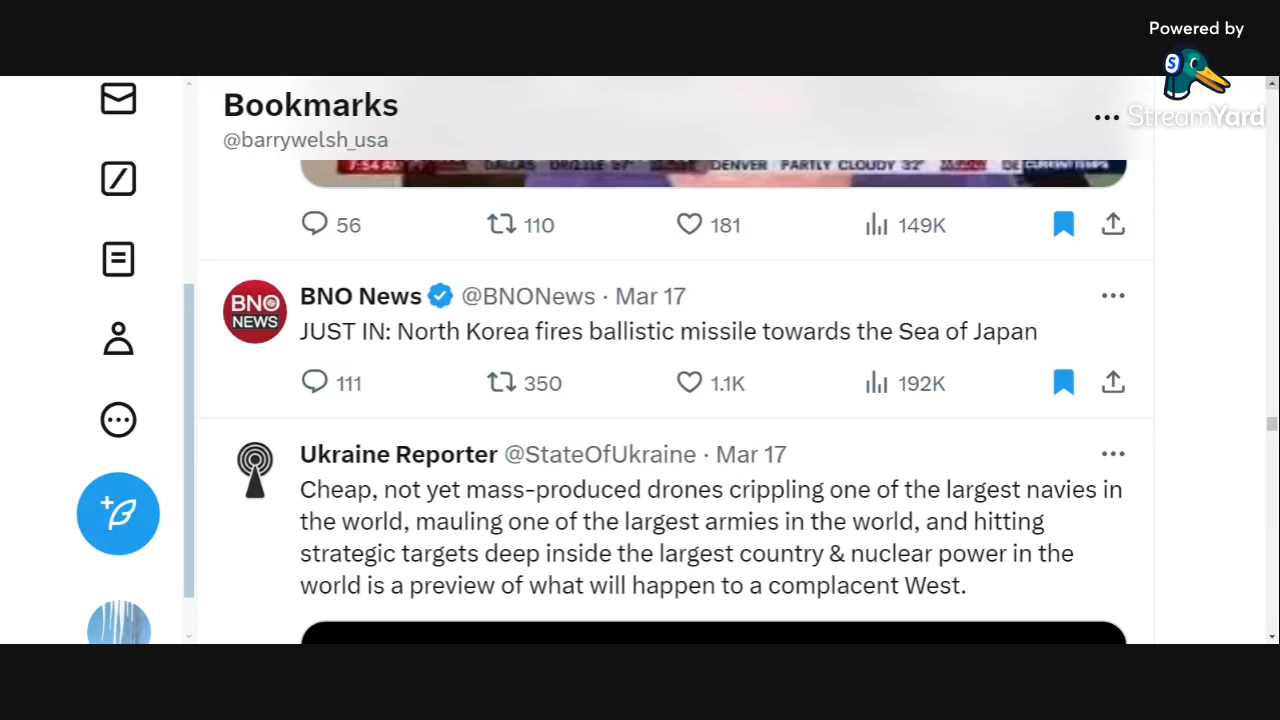 Powered by
StreamYard
Bookmarks
@barrywelsh_usa
7:54 DALLAS DRIZZLE DENVER PARTLY CLOUDY 32°
56 110 181 149K
BNO NEWS
BNO News @BNONews · Mar 17
JUST IN: North Korea fires ballistic missile towards the Sea of Japan
111 350 1.1K 192K
Ukraine Reporter @StateOfUkraine · Mar 17
Cheap, not yet mass-produced drones crippling one of the largest navies in
the world, mauling one of the largest armies in the world, and hitting
strategic targets deep inside the largest country & nuclear power in the
world is a preview of what will happen to a complacent West.